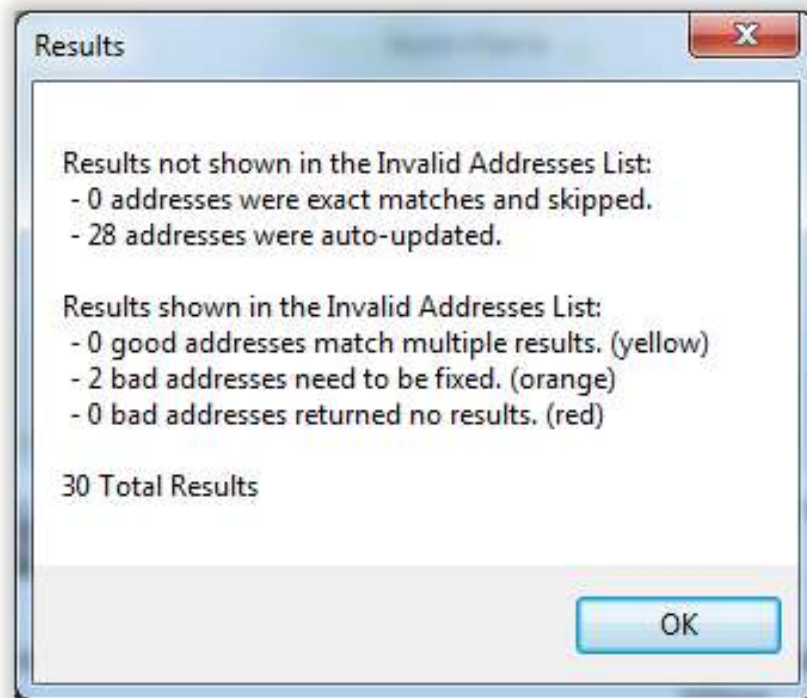 Results
Results not shown in the Invalid Addresses List:
- 0 addresses were exact matches and skipped.
- 28 addresses were auto-updated.
Results shown in the Invalid Addresses List:
- 0 good addresses match multiple results. (yellow)
- 2 bad addresses need to be fixed. (orange)
- 0 bad addresses returned no results. (red)
30 Total Results
OK